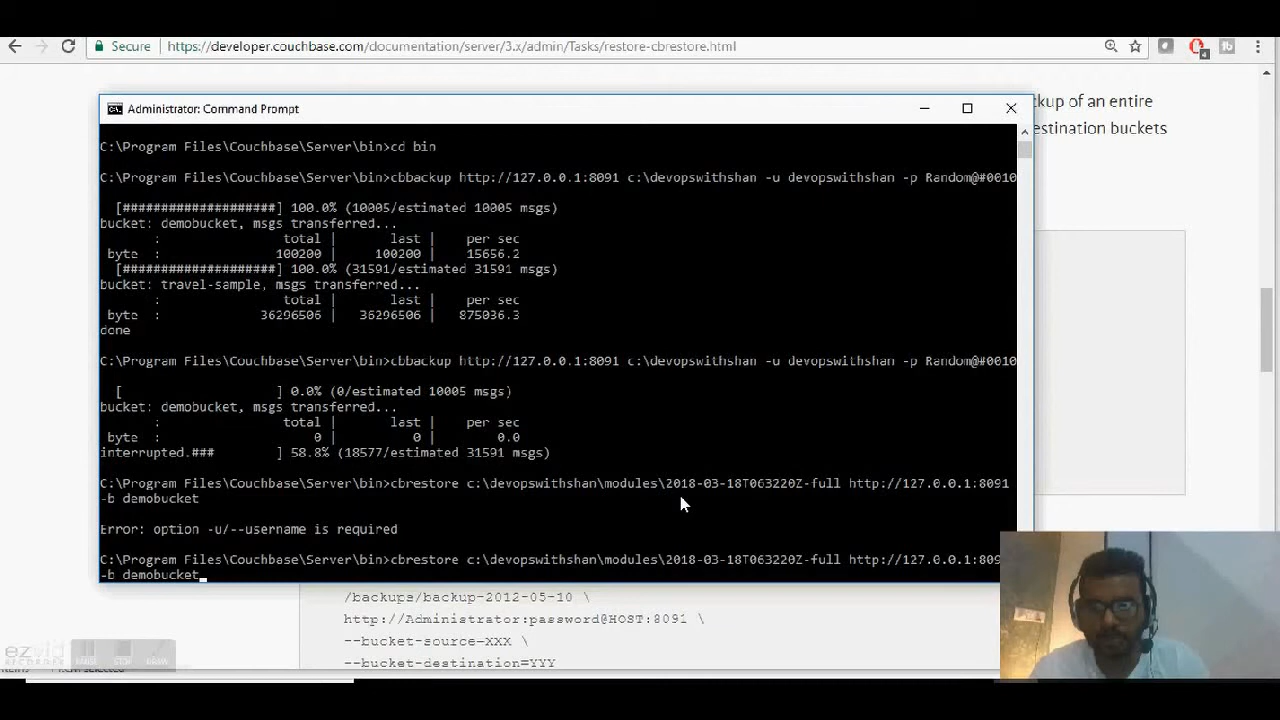 Secure
https://developer.couchbase.com/documentation/server/3.x/admin/Tasks/restore-cbrestore.html
kup of an entire
estination buckets
Administrator: Command Prompt
C:\Program Files\Couchbase\Server\bin>cd bin
C:\Program Files\Couchbase\Server\bin>cbbackup http://127.0.0.1:8091 c:\devopswithshan -u devopswithshan -p Random@#0010
[####################] 100.0% (10005/estimated 10005 msgs)
bucket: demobucket, msgs transferred...
: total | last | per sec
byte : 100200 | 100200 | 15656.2
[####################] 100.0% (31591/estimated 31591 msgs)
bucket: travel-sample, msgs transferred...
: total | last | per sec
byte : 36296506 | 36296506 | 875036.3
done
C:\Program Files\Couchbase\Server\bin>cbbackup http://127.0.0.1:8091 c:\devopswithshan -u devopswithshan -p Random@#0010
[ ] 0.0% (0/estimated 10005 msgs)
bucket: demobucket, msgs transferred...
: total | last | per sec
byte : 0 | 0 | 0.0
interrupted.### ] 58.8% (18577/estimated 31591 msgs)
C:\Program Files\Couchbase\Server\bin>cbrestore c:\devopswithshan\modules\2018-03-18T063220Z-full http://127.0.0.1:8091
-b demobucket
Error: option -u/--username is required
C:\Program Files\Couchbase\Server\bin>cbrestore c:\devopswithshan\modules\2018-03-18T063220Z-full http://127.0.0.1:809
-b demobucket_
/backups/backup-2012-05-10 \
http://Administrator:password@HOST:8091 \
--bucket-source=XXX \
--bucket-destination=YYY
ezvid
RECORDER
PAUSE
STOP
DRAW